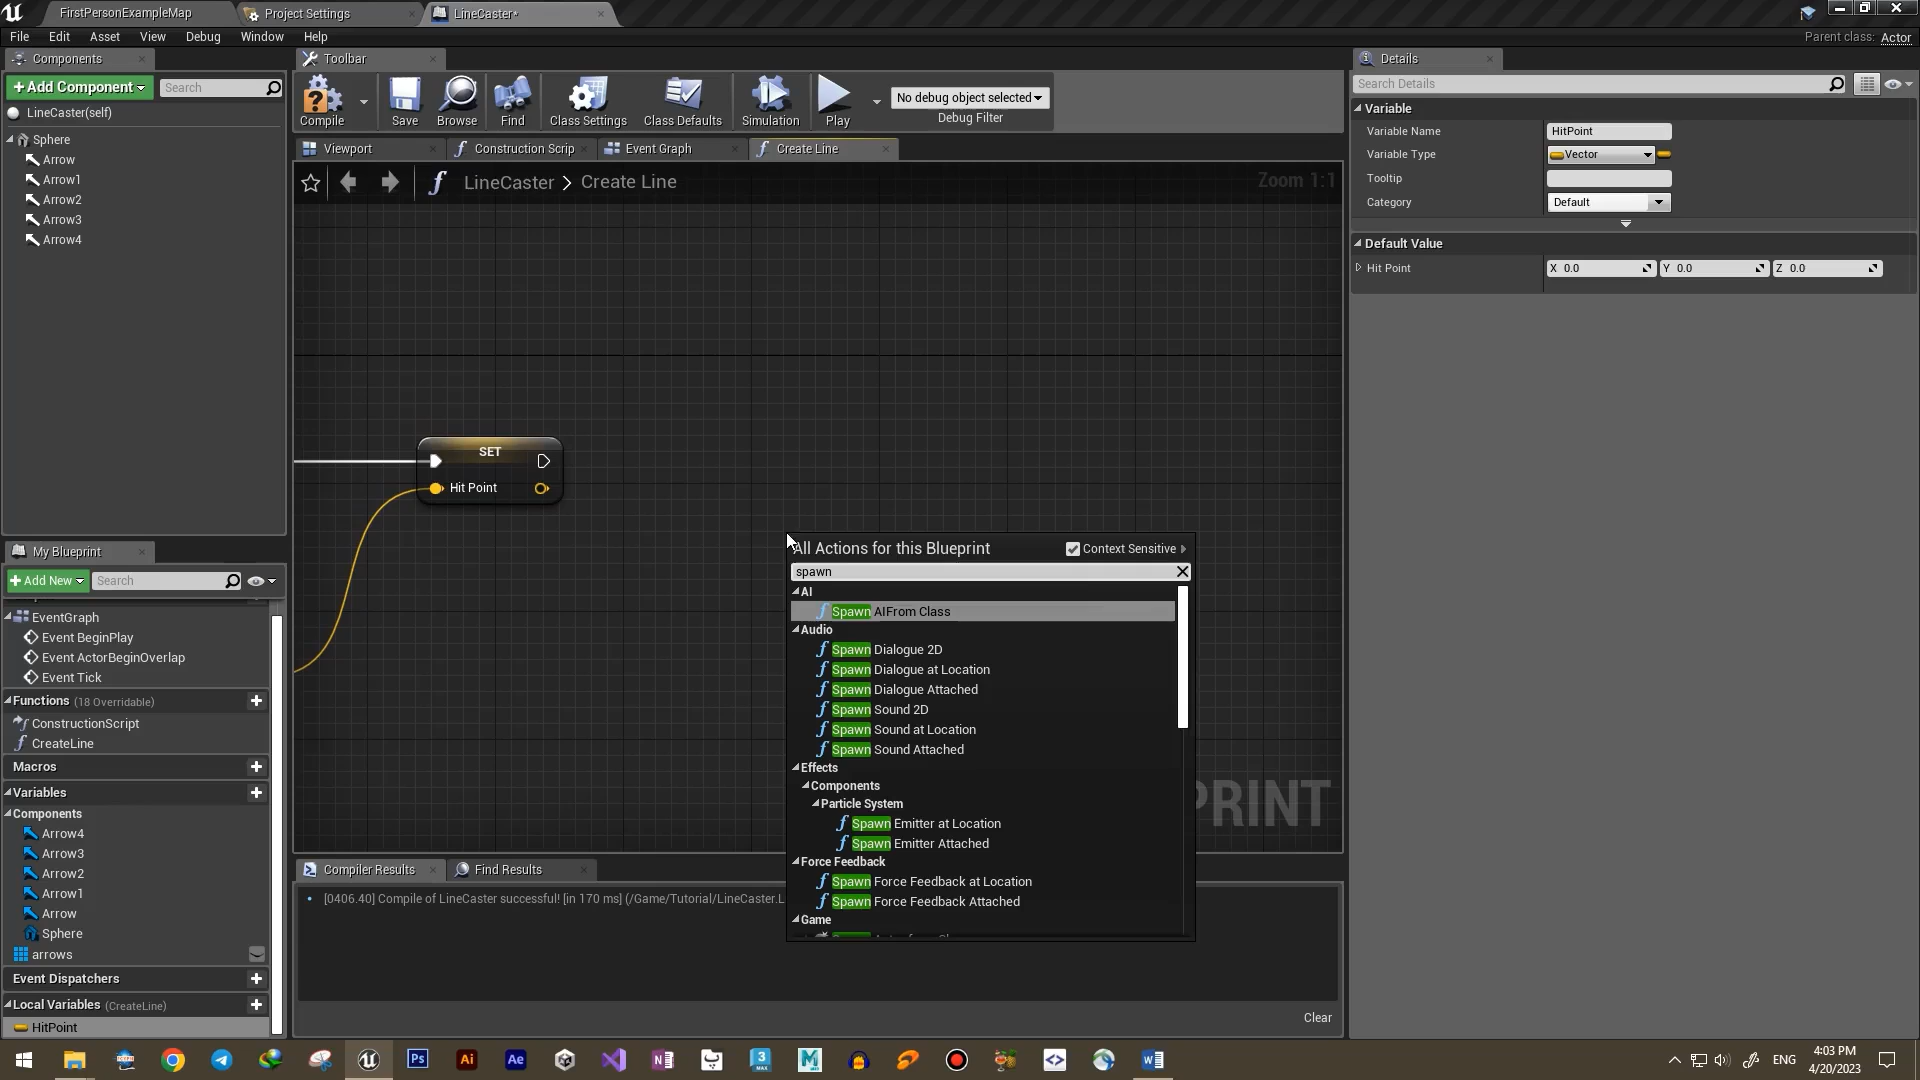 FirstPersonExampleMap
Project Settings
LineCaster*
File Edit Asset View Debug Window Help
Parent class: Actor
Components
+Add Component
Search
LineCaster(self)
Sphere
Arrow
Arrow1
Arrow2
Arrow3
Arrow4
Toolbar
Compile
Save
Browse
Find
Class Settings
Class Defaults
Simulation
Play
No debug object selected
Debug Filter
Viewport
Construction Scrip
Event Graph
Create Line
LineCaster > Create Line
Zoom 1:1
SET
Hit Point
All Actions for this Blueprint
Context Sensitive
spawn
AI
Spawn AIFrom Class
Audio
Spawn Dialogue 2D
Spawn Dialogue at Location
Spawn Dialogue Attached
Spawn Sound 2D
Spawn Sound at Location
Spawn Sound Attached
Effects
Components
Particle System
Spawn Emitter at Location
Spawn Emitter Attached
Force Feedback
Spawn Force Feedback at Location
Spawn Force Feedback Attached
Game
PRINT
Compiler Results
Find Results
[0406.40] Compile of LineCaster successful! [in 170 ms] (/Game/Tutorial/LineCaster.L
Clear
My Blueprint
+Add New
Search
EventGraph
Event BeginPlay
Event ActorBeginOverlap
Event Tick
Functions (18 Overridable)
ConstructionScript
CreateLine
Macros
Variables
Components
Arrow4
Arrow3
Arrow2
Arrow1
Arrow
Sphere
arrows
Event Dispatchers
Local Variables (CreateLine)
HitPoint
Details
Search Details
Variable
Variable Name HitPoint
Variable Type Vector
Tooltip
Category Default
Default Value
Hit Point X 0.0 Y 0.0 Z 0.0
Ps
Ai
Ae
3
MAX
M
ENG
4:03 PM
4/20/2023